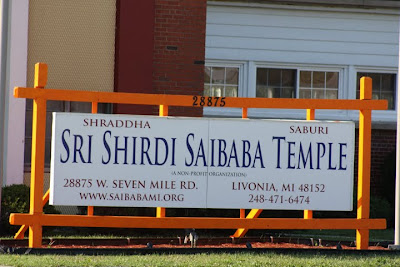 28875
SHRADDHA SABURI
SRI SHIRDI SAIBABA TEMPLE
(A NON-PROFIT ORGANIZATION)
28875 W. SEVEN MILE RD. LIVONIA, MI 48152
WWW.SAIBABAMI.ORG 248-471-6474